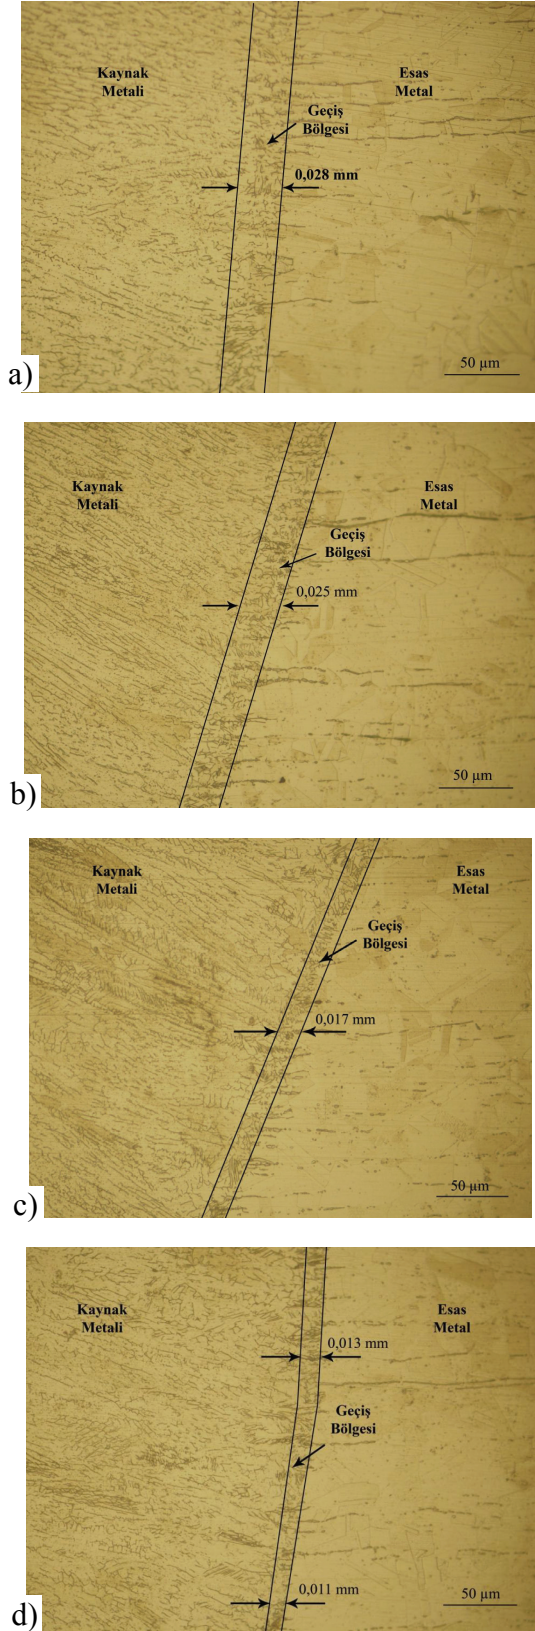 Kaynak
Metali
Esas
Metal
Geçiş
Bölgesi
0,028 mm
50 µm
a)
Kaynak
Metali
Esas
Metal
Geçiş
Bölgesi
0,025 mm
50 µm
b)
Kaynak
Metali
Esas
Metal
Geçiş
Bölgesi
0,017 mm
50 µm
c)
Kaynak
Metali
Esas
Metal
0,013 mm
Geçiş
Bölgesi
0,011 mm
50 µm
d)